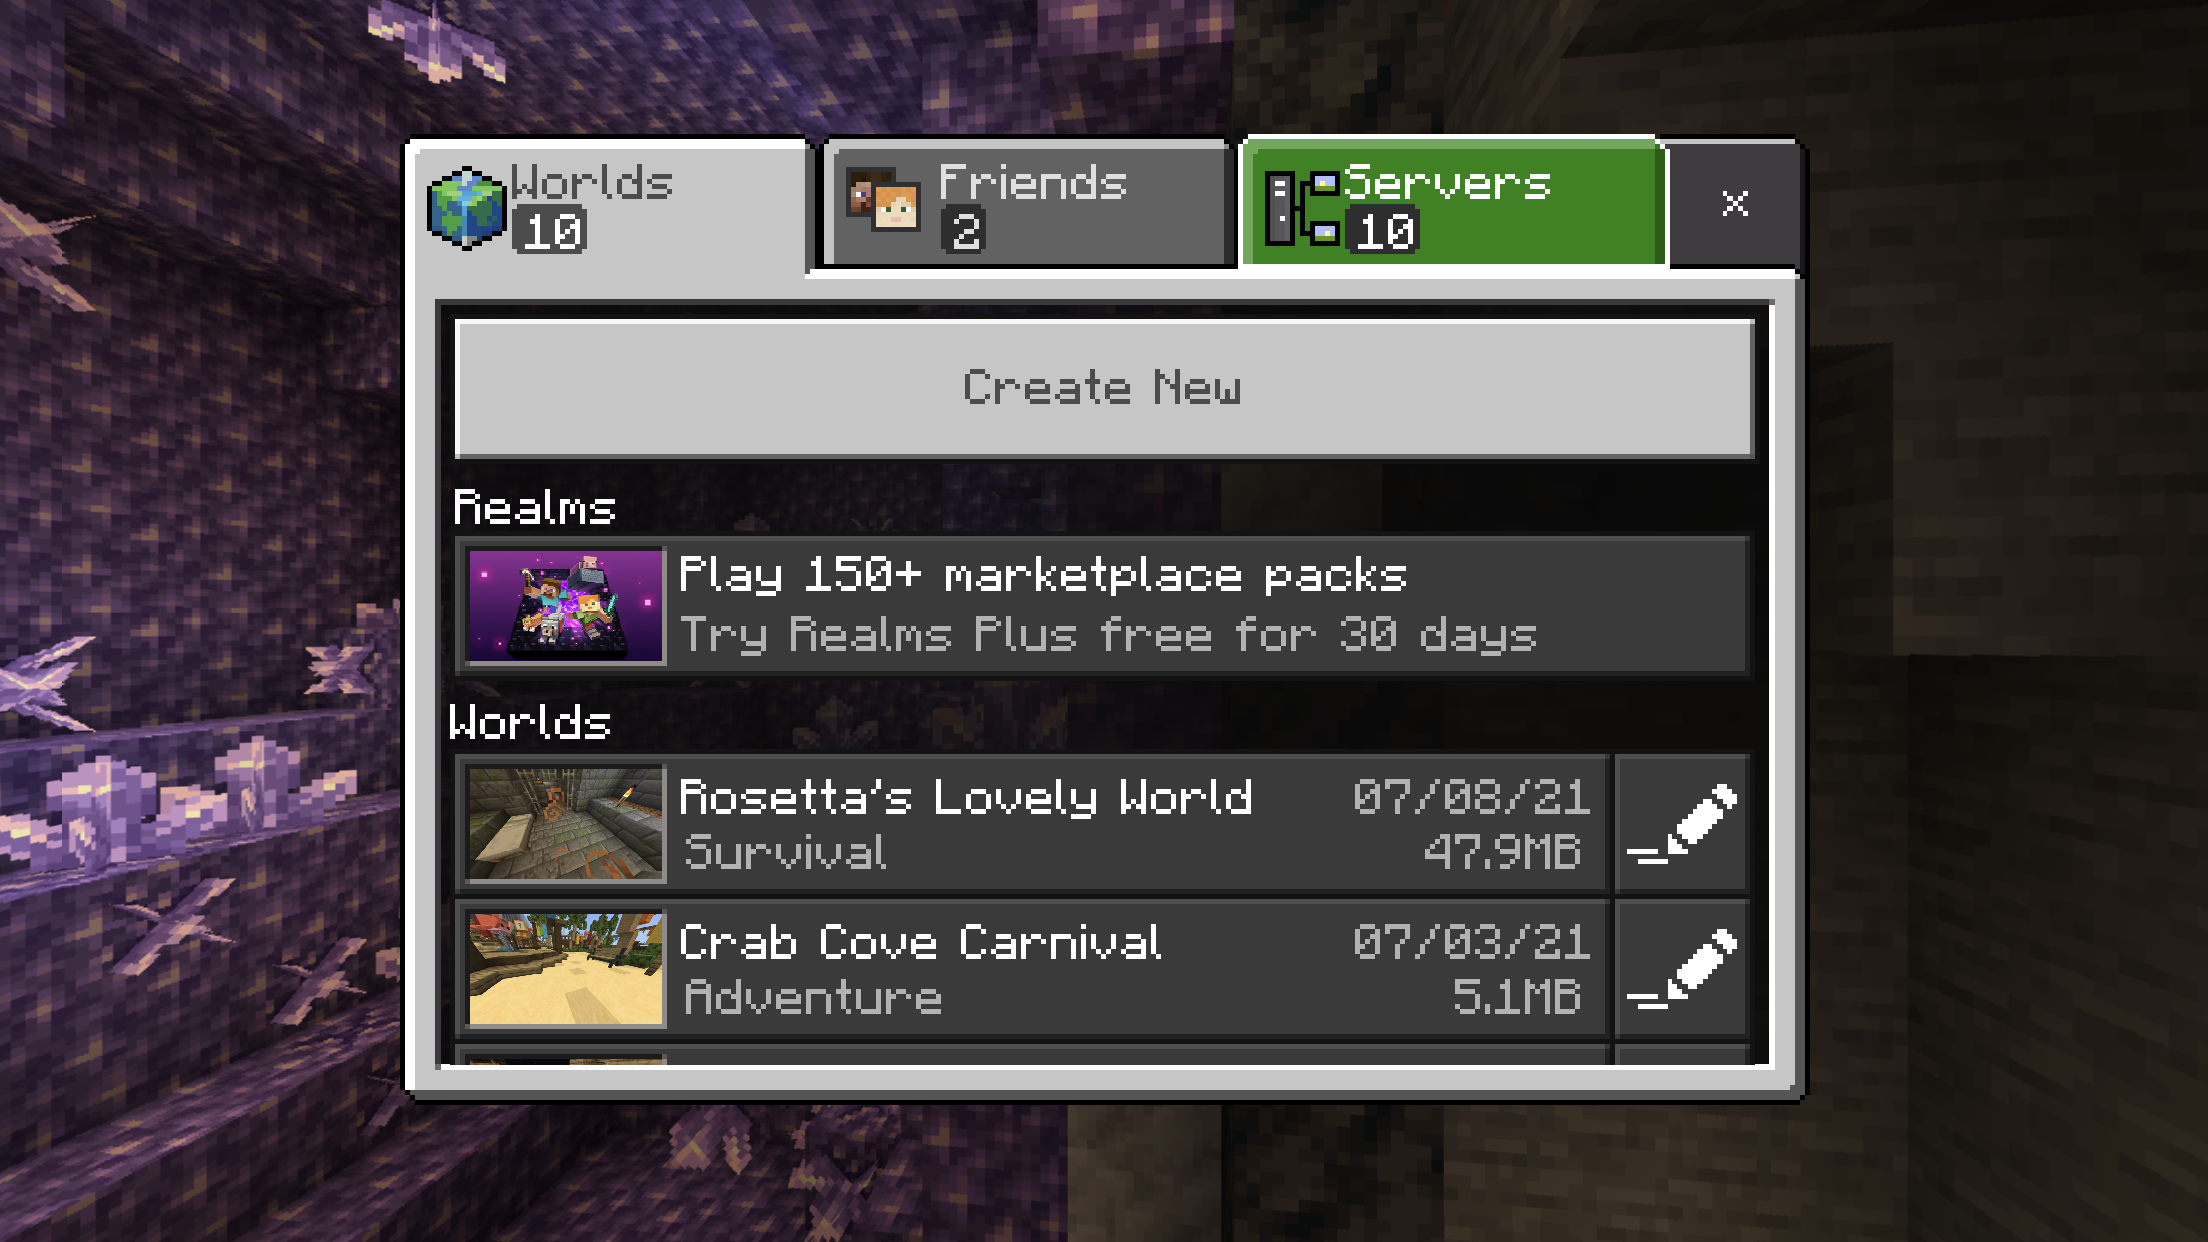 Worlds
10
Friends
2
Servers
10
Create New
Realms
Play 150+ marketplace packs
Try Realms Plus free for 30 days
Worlds
Rosetta's Lovely World 07/08/21
Survival 47.9MB
Crab Cove Carnival 07/03/21
Adventure 5.1MB